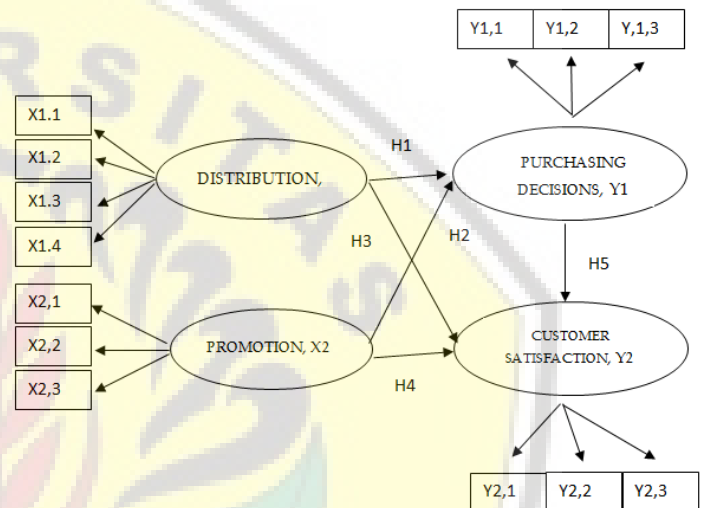 Y1,1 Y1,2 Y,1,3
X1.1
X1.2
X1.3
X1.4
DISTRIBUTION,
H1
PURCHASING
DECISIONS, Y1
H3
H2
H5
X2,1
X2,2
X2,3
PROMOTION, X2
H4
CUSTOMER
SATISFACTION, Y2
Y2,1 Y2,2 Y2,3
RSITAS